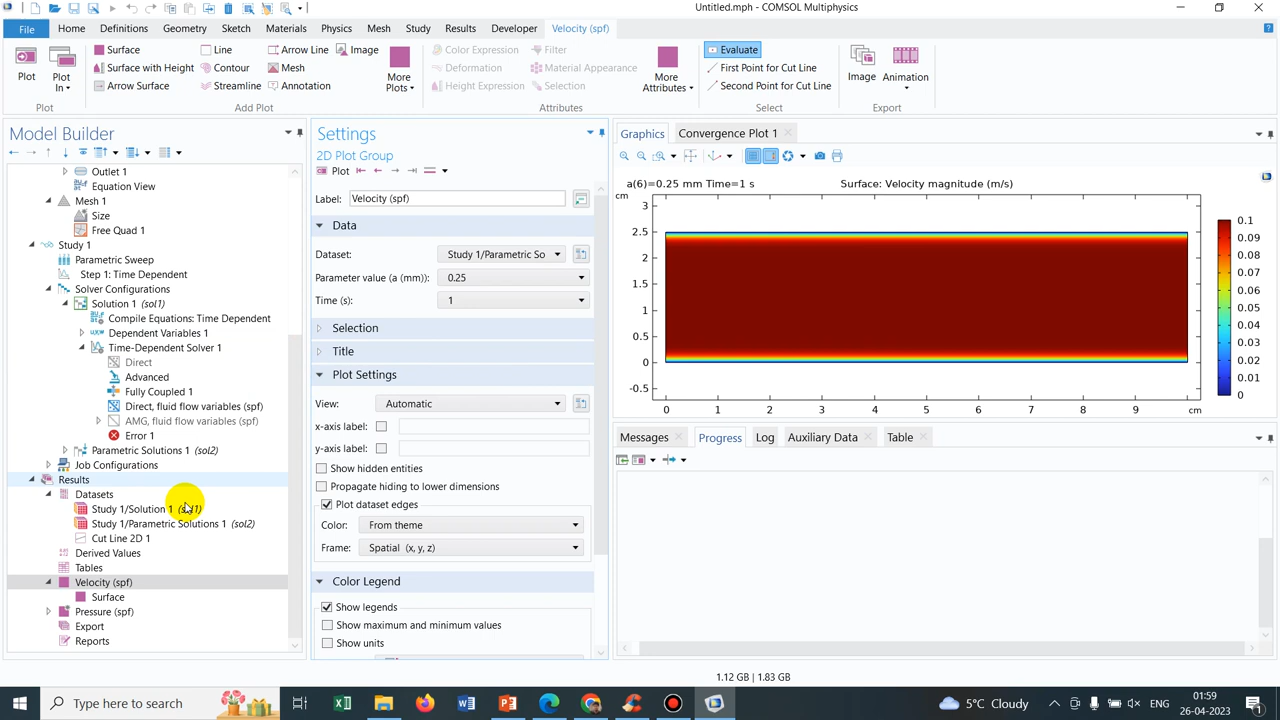 Untitled.mph - COMSOL Multiphysics
File Home Definitions Geometry Sketch Materials Physics Mesh Study Results Developer Velocity (spf)
Plot
Plot In
Surface
Surface with Height
Arrow Surface
Line
Contour
Streamline
Arrow Line
Mesh
Annotation
Image
More Plots
Color Expression
Deformation
Height Expression
Filter
Material Appearance
Selection
More Attributes
Evaluate
First Point for Cut Line
Second Point for Cut Line
Image
Animation
Plot Add Plot Attributes Select Export
Model Builder
Outlet 1
Equation View
Mesh 1
Size
Free Quad 1
Study 1
Parametric Sweep
Step 1: Time Dependent
Solver Configurations
Solution 1 (sol1)
Compile Equations: Time Dependent
Dependent Variables 1
Time-Dependent Solver 1
Direct
Advanced
Fully Coupled 1
Direct, fluid flow variables (spf)
AMG, fluid flow variables (spf)
Error 1
Parametric Solutions 1 (sol2)
Job Configurations
Results
Datasets
Study 1/Solution 1 (sol1)
Study 1/Parametric Solutions 1 (sol2)
Cut Line 2D 1
Derived Values
Tables
Velocity (spf)
Surface
Pressure (spf)
Export
Reports
Settings
2D Plot Group
Plot
Label: Velocity (spf)
Data
Dataset: Study 1/Parametric So
Parameter value (a (mm)): 0.25
Time (s): 1
Selection
Title
Plot Settings
View: Automatic
x-axis label:
y-axis label:
Show hidden entities
Propagate hiding to lower dimensions
Plot dataset edges
Color: From theme
Frame: Spatial (x, y, z)
Color Legend
Show legends
Show maximum and minimum values
Show units
Graphics Convergence Plot 1
a(6)=0.25 mm Time=1 s Surface: Velocity magnitude (m/s)
cm
3
2.5
2
1.5
1
0.5
0
-0.5
0 1 2 3 4 5 6 7 8 9 cm
0.1
0.09
0.08
0.07
0.06
0.05
0.04
0.03
0.02
0.01
0
Messages Progress Log Auxiliary Data Table
1.12 GB | 1.83 GB
Type here to search
5°C Cloudy
ENG
01:59
26-04-2023